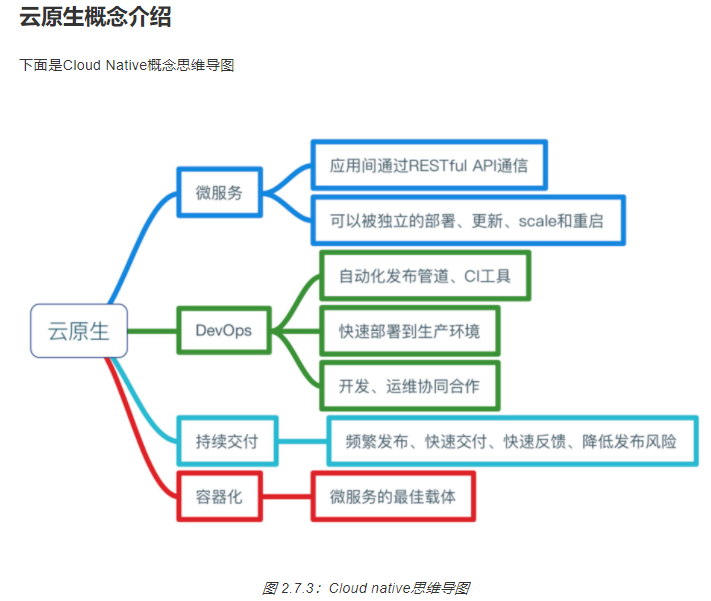 云原生概念介绍
下面是Cloud Native概念思维导图
云原生
微服务
应用间通过RESTful API通信
可以被独立的部署、更新、scale和重启
DevOps
自动化发布管道、CI工具
快速部署到生产环境
开发、运维协同合作
持续交付
频繁发布、快速交付、快速反馈、降低发布风险
容器化
微服务的最佳载体
图 2.7.3：Cloud native思维导图